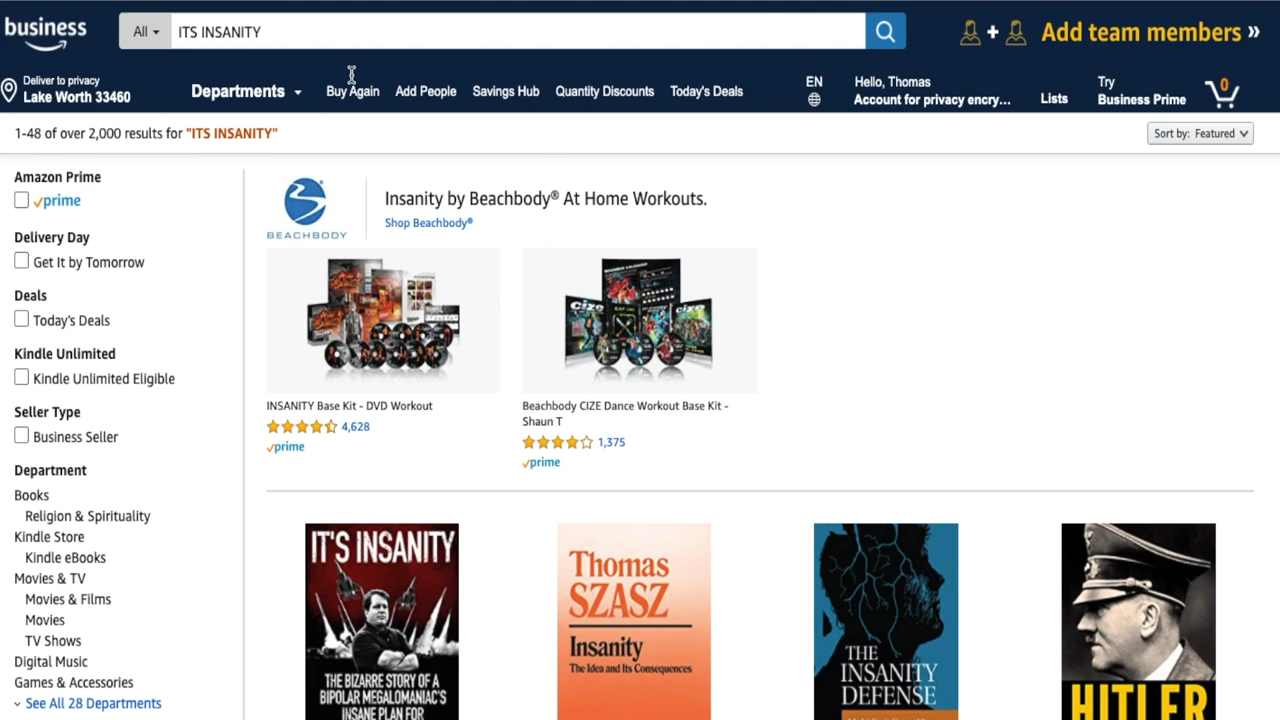 business
All
ITS INSANITY
+
Add team members »
Deliver to privacy
Lake Worth 33460
Departments
Buy Again
Add People
Savings Hub
Quantity Discounts
Today's Deals
EN
Hello, Thomas
Account for privacy encry...
Lists
Try
Business Prime
0
1-48 of over 2,000 results for "ITS INSANITY"
Sort by: Featured
Amazon Prime
prime
Delivery Day
Get It by Tomorrow
Deals
Today's Deals
Kindle Unlimited
Kindle Unlimited Eligible
Seller Type
Business Seller
Department
Books
Religion & Spirituality
Kindle Store
Kindle eBooks
Movies & TV
Movies & Films
Movies
TV Shows
Digital Music
Games & Accessories
See All 28 Departments
BEACHBODY
Insanity by Beachbody® At Home Workouts.
Shop Beachbody®
INSANITY Base Kit - DVD Workout
4,628
prime
cize
cize
Beachbody CIZE Dance Workout Base Kit -
Shaun T
1,375
prime
IT'S INSANITY
THE BIZARRE STORY OF A
BIPOLAR MEGALOMANIAC'S
INSANE PLAN FOR
Thomas
SZASZ
Insanity
The Idea and Its Consequences
THE
INSANITY
DEFENSE
HITLER